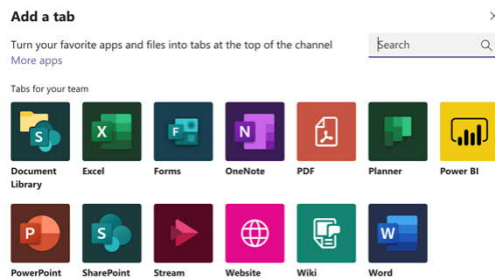 Add a tab
Turn your favorite apps and files into tabs at the top of the channel
Search
More apps
Tabs for your team
S
X
F
N
Document Library
Excel
Forms
OneNote
PDF
Planner
Power BI
P
S
W
PowerPoint
SharePoint
Stream
Website
Wiki
Word